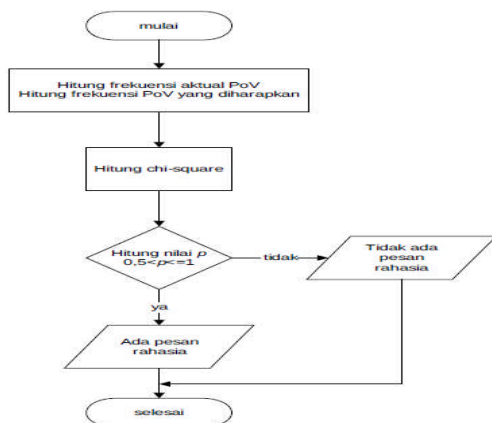 mulai
Hitung frekuensi aktual PoV
Hitung frekuensi PoV yang diharapkan
Hitung chi-square
Hitung nilai p
0,5<p<=1
tidak
Tidak ada
pesan
rahasia
ya
Ada pesan
rahasia
selesai